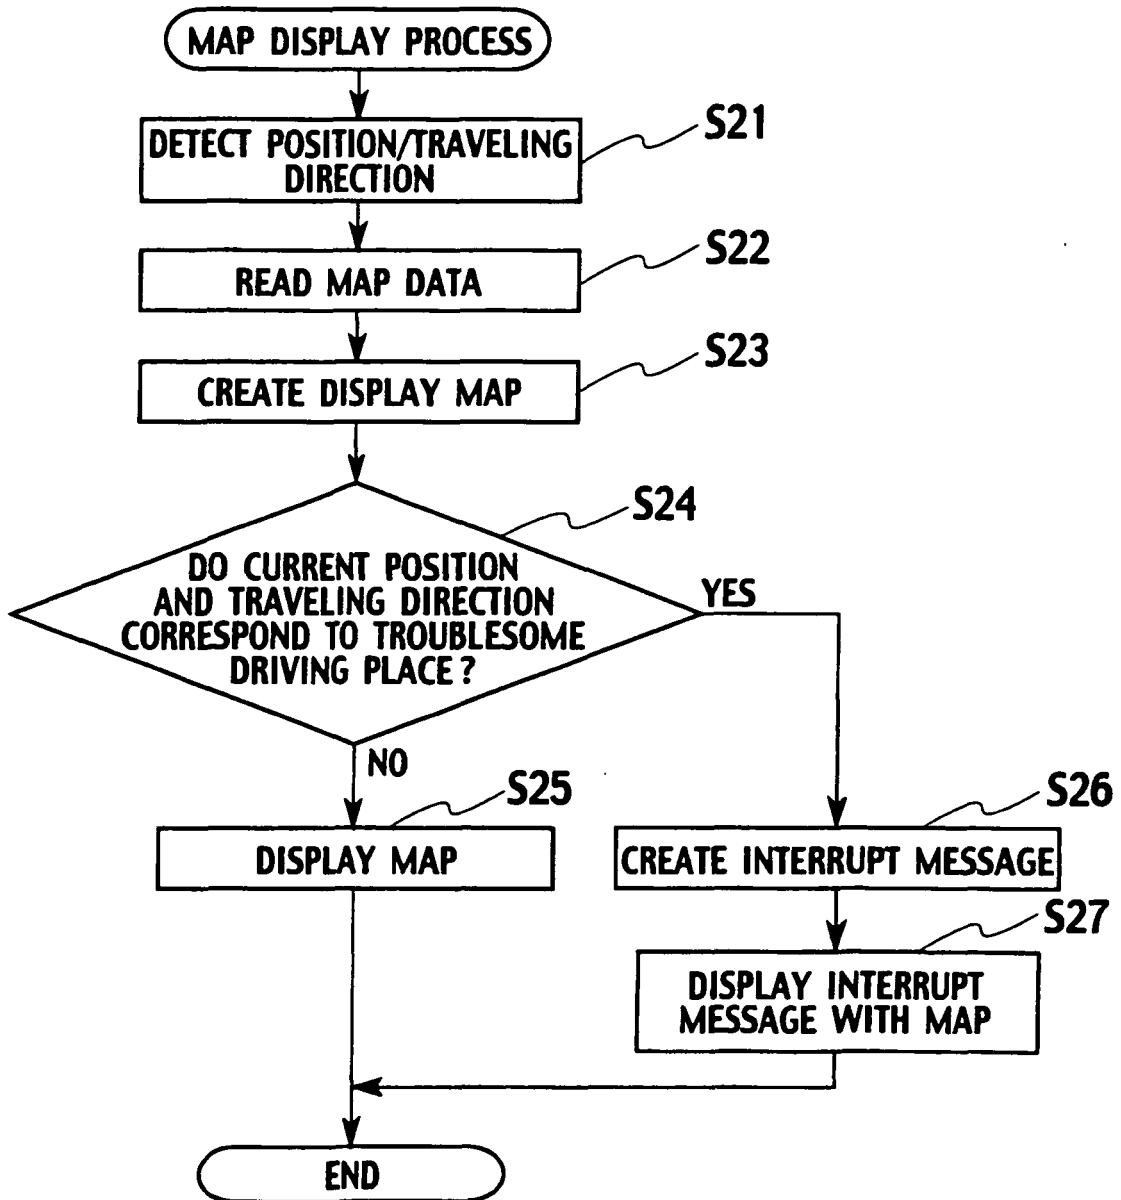 MAP DISPLAY PROCESS
S21
DETECT POSITION/TRAVELING
DIRECTION
S22
READ MAP DATA
S23
CREATE DISPLAY MAP
S24
DO CURRENT POSITION
AND TRAVELING DIRECTION
CORRESPOND TO TROUBLESOME
DRIVING PLACE?
YES
NO
S25
DISPLAY MAP
S26
CREATE INTERRUPT MESSAGE
S27
DISPLAY INTERRUPT
MESSAGE WITH MAP
END